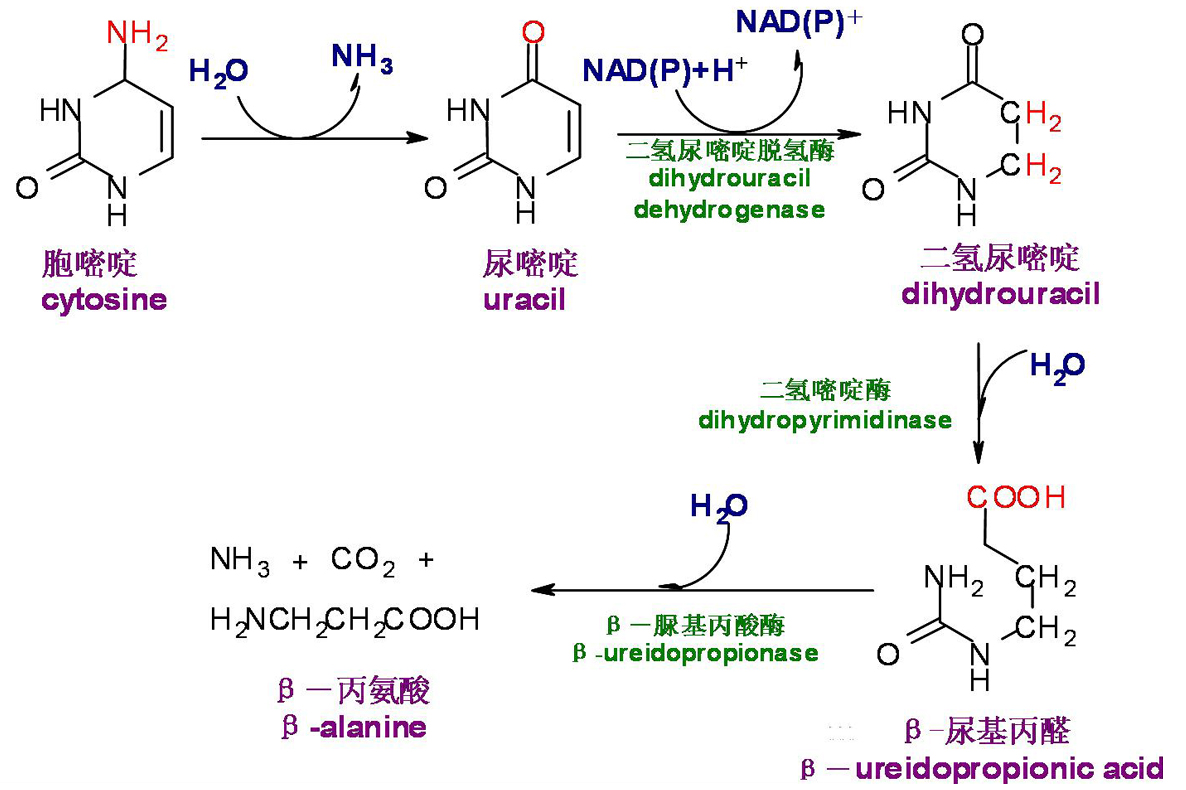 NH2
H2O
NH3
HN
O
N
H
胞嘧啶
cytosine
O
NAD(P)+H+
NAD(P)+
HN
O
N
H
尿嘧啶
uracil
二氢尿嘧啶脱氢酶
dihydrouracil
dehydrogenase
O
HN
CH2
CH2
O
N
H
二氢尿嘧啶
dihydrouracil
二氢嘧啶酶
dihydropyrimidinase
H2O
COOH
NH2
CH2
CH2
O
N
H
β-尿基丙醛
β－ureidopropionic acid
H2O
β－脲基丙酸酶
β-ureidopropionase
NH3 + CO2 +
H2NCH2CH2COOH
β－丙氨酸
β-alanine